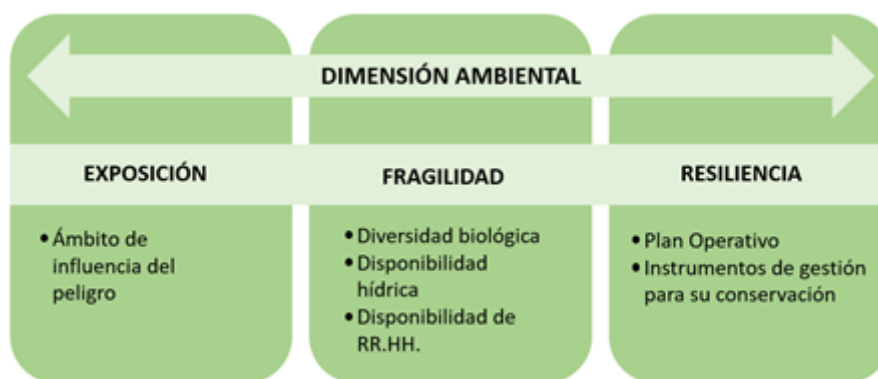 DIMENSIÓN AMBIENTAL
EXPOSICIÓN
• Ámbito de
influencia del
peligro
FRAGILIDAD
• Diversidad biológica
• Disponibilidad
hídrica
• Disponibilidad de
RR.HH.
RESILIENCIA
• Plan Operativo
• Instrumentos de gestión
para su conservación